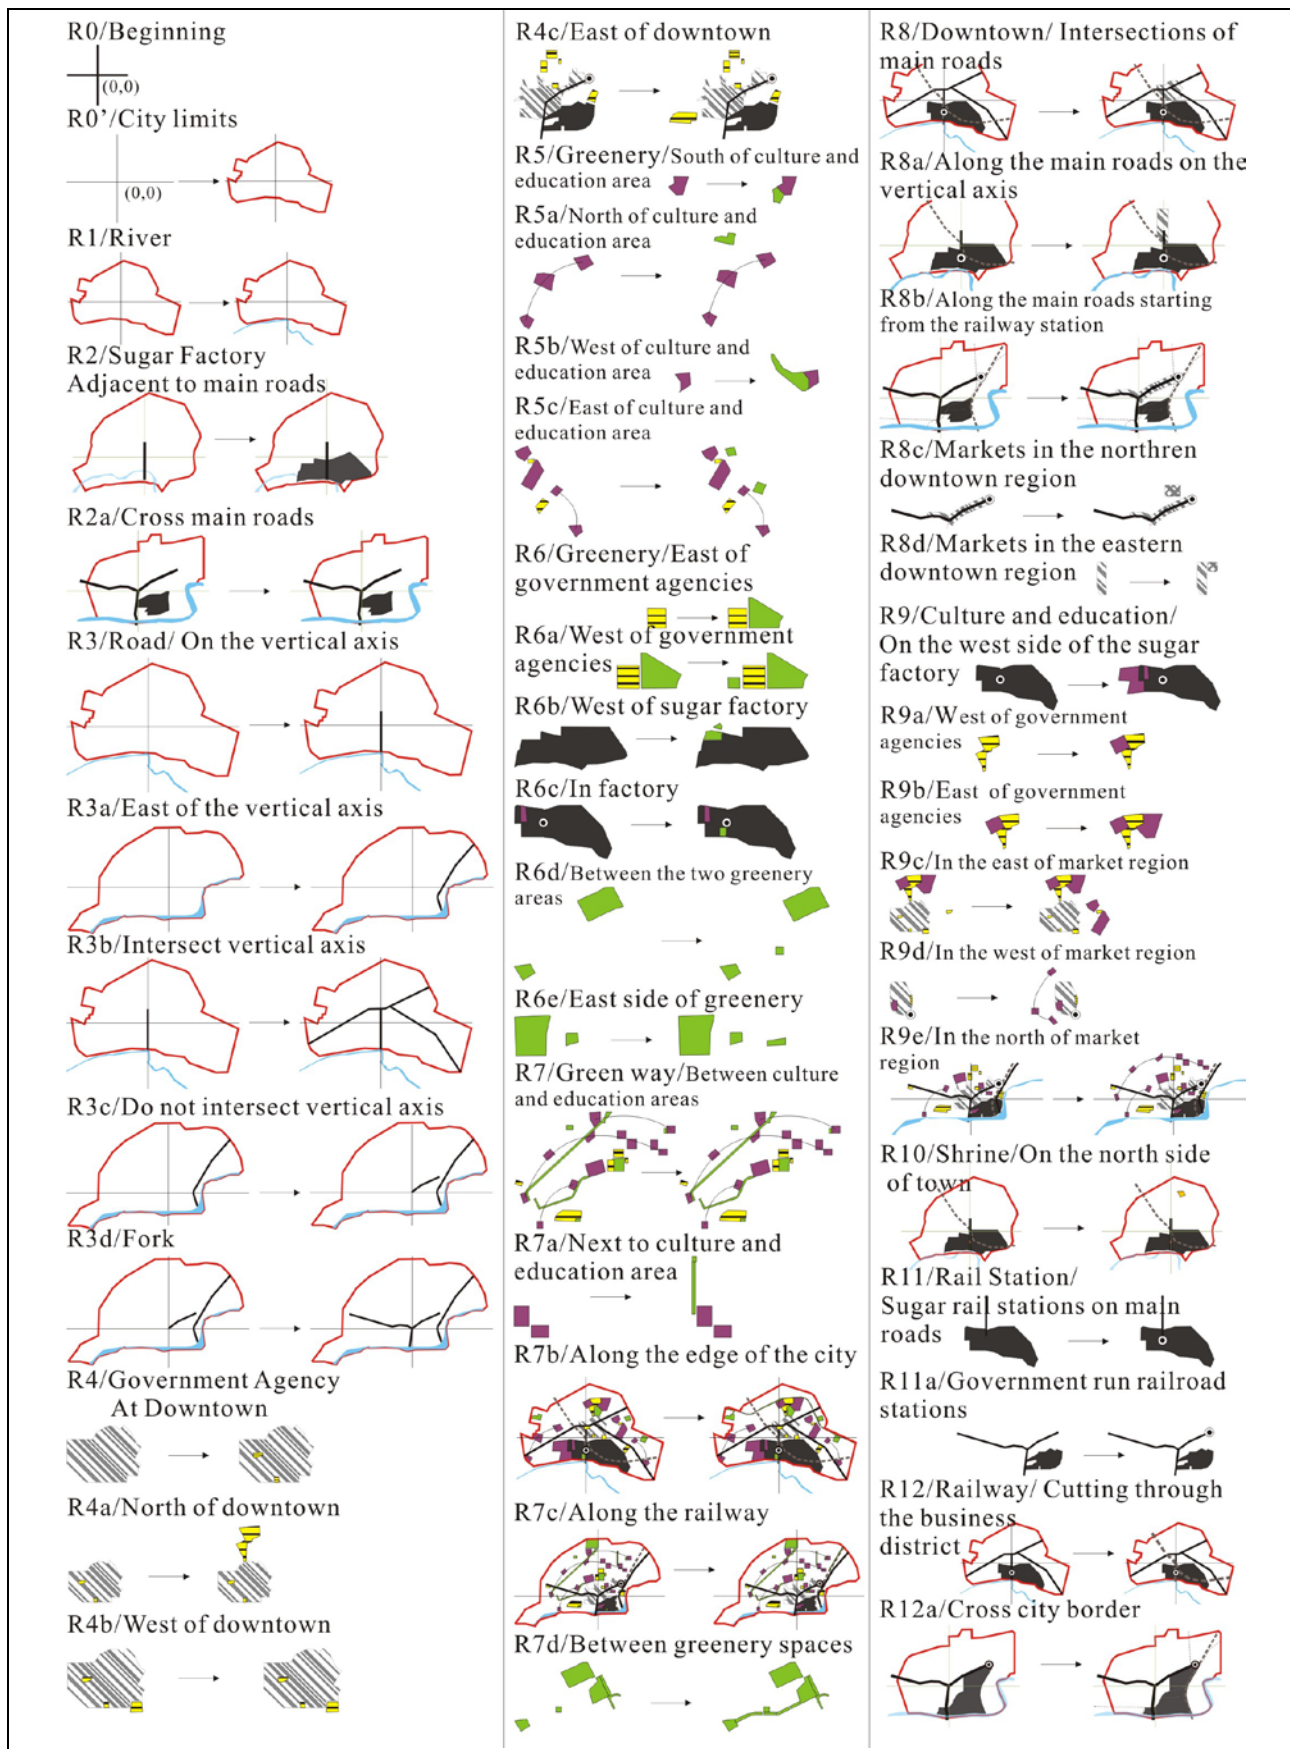 R0/Beginning
(0,0)
R0'/City limits
(0,0)
R1/River
R2/Sugar Factory
Adjacent to main roads
R2a/Cross main roads
R3/Road/ On the vertical axis
R3a/East of the vertical axis
R3b/Intersect vertical axis
R3c/Do not intersect vertical axis
R3d/Fork
R4/Government Agency
At Downtown
R4a/North of downtown
R4b/West of downtown
R4c/East of downtown
R5/Greenery/South of culture and
education area
R5a/North of culture and
education area
R5b/West of culture and
education area
R5c/East of culture and
education area
R6/Greenery/East of
government agencies
R6a/West of government
agencies
R6b/West of sugar factory
R6c/In factory
R6d/Between the two greenery
areas
R6e/East side of greenery
R7/Green way/Between culture
and education areas
R7a/Next to culture and
education area
R7b/Along the edge of the city
R7c/Along the railway
R7d/Between greenery spaces
R8/Downtown/ Intersections of
main roads
R8a/Along the main roads on the
vertical axis
R8b/Along the main roads starting
from the railway station
R8c/Markets in the northren
downtown region
R8d/Markets in the eastern
downtown region
R9/Culture and education/
On the west side of the sugar
factory
R9a/West of government
agencies
R9b/East of government
agencies
R9c/In the east of market region
R9d/In the west of market region
R9e/In the north of market
region
R10/Shrine/On the north side
of town
R11/Rail Station/
Sugar rail stations on main
roads
R11a/Government run railroad
stations
R12/Railway/ Cutting through
the business
district
R12a/Cross city border